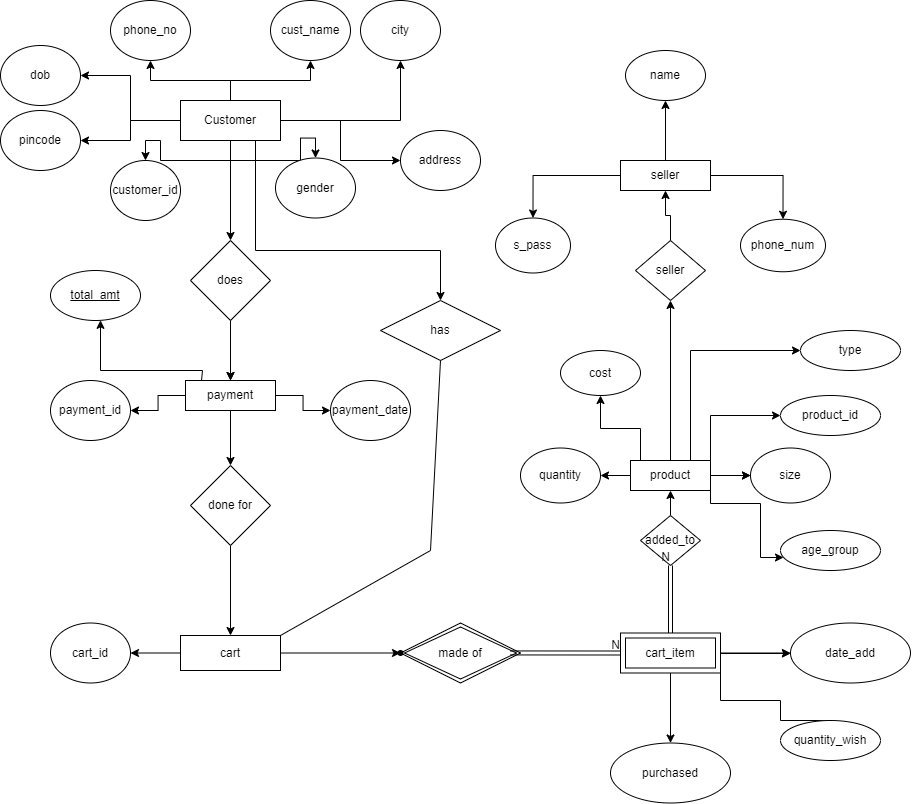 phone_no
cust_name
city
dob
name
Customer
pincode
address
seller
customer_id
gender
s_pass
phone_num
does
seller
total_amt
has
type
cost
payment
payment_id
payment_date
product_id
quantity
product
size
done for
added_to
N
age_group
N
cart_id
cart
made of
cart_item
date_add
quantity_wish
purchased